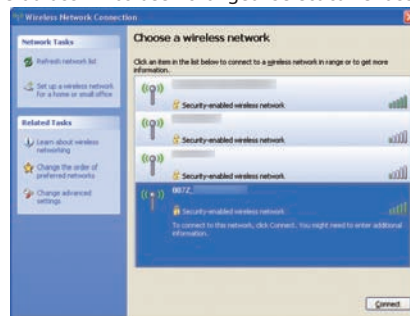 Wireless Network Connection
Network Tasks
Refresh network list
Set up a wireless network
for a home or small office
Related Tasks
Learn about wireless
networking
Change the order of
preferred networks
Change advanced
settings
Choose a wireless network
Click an item in the list below to connect to a wireless network in range or to get more
information.
Security-enabled wireless network
Security-enabled wireless network
Security-enabled wireless network
Security-enabled wireless network
To connect to this network, click Connect. You might need to enter additional
information.
Connect